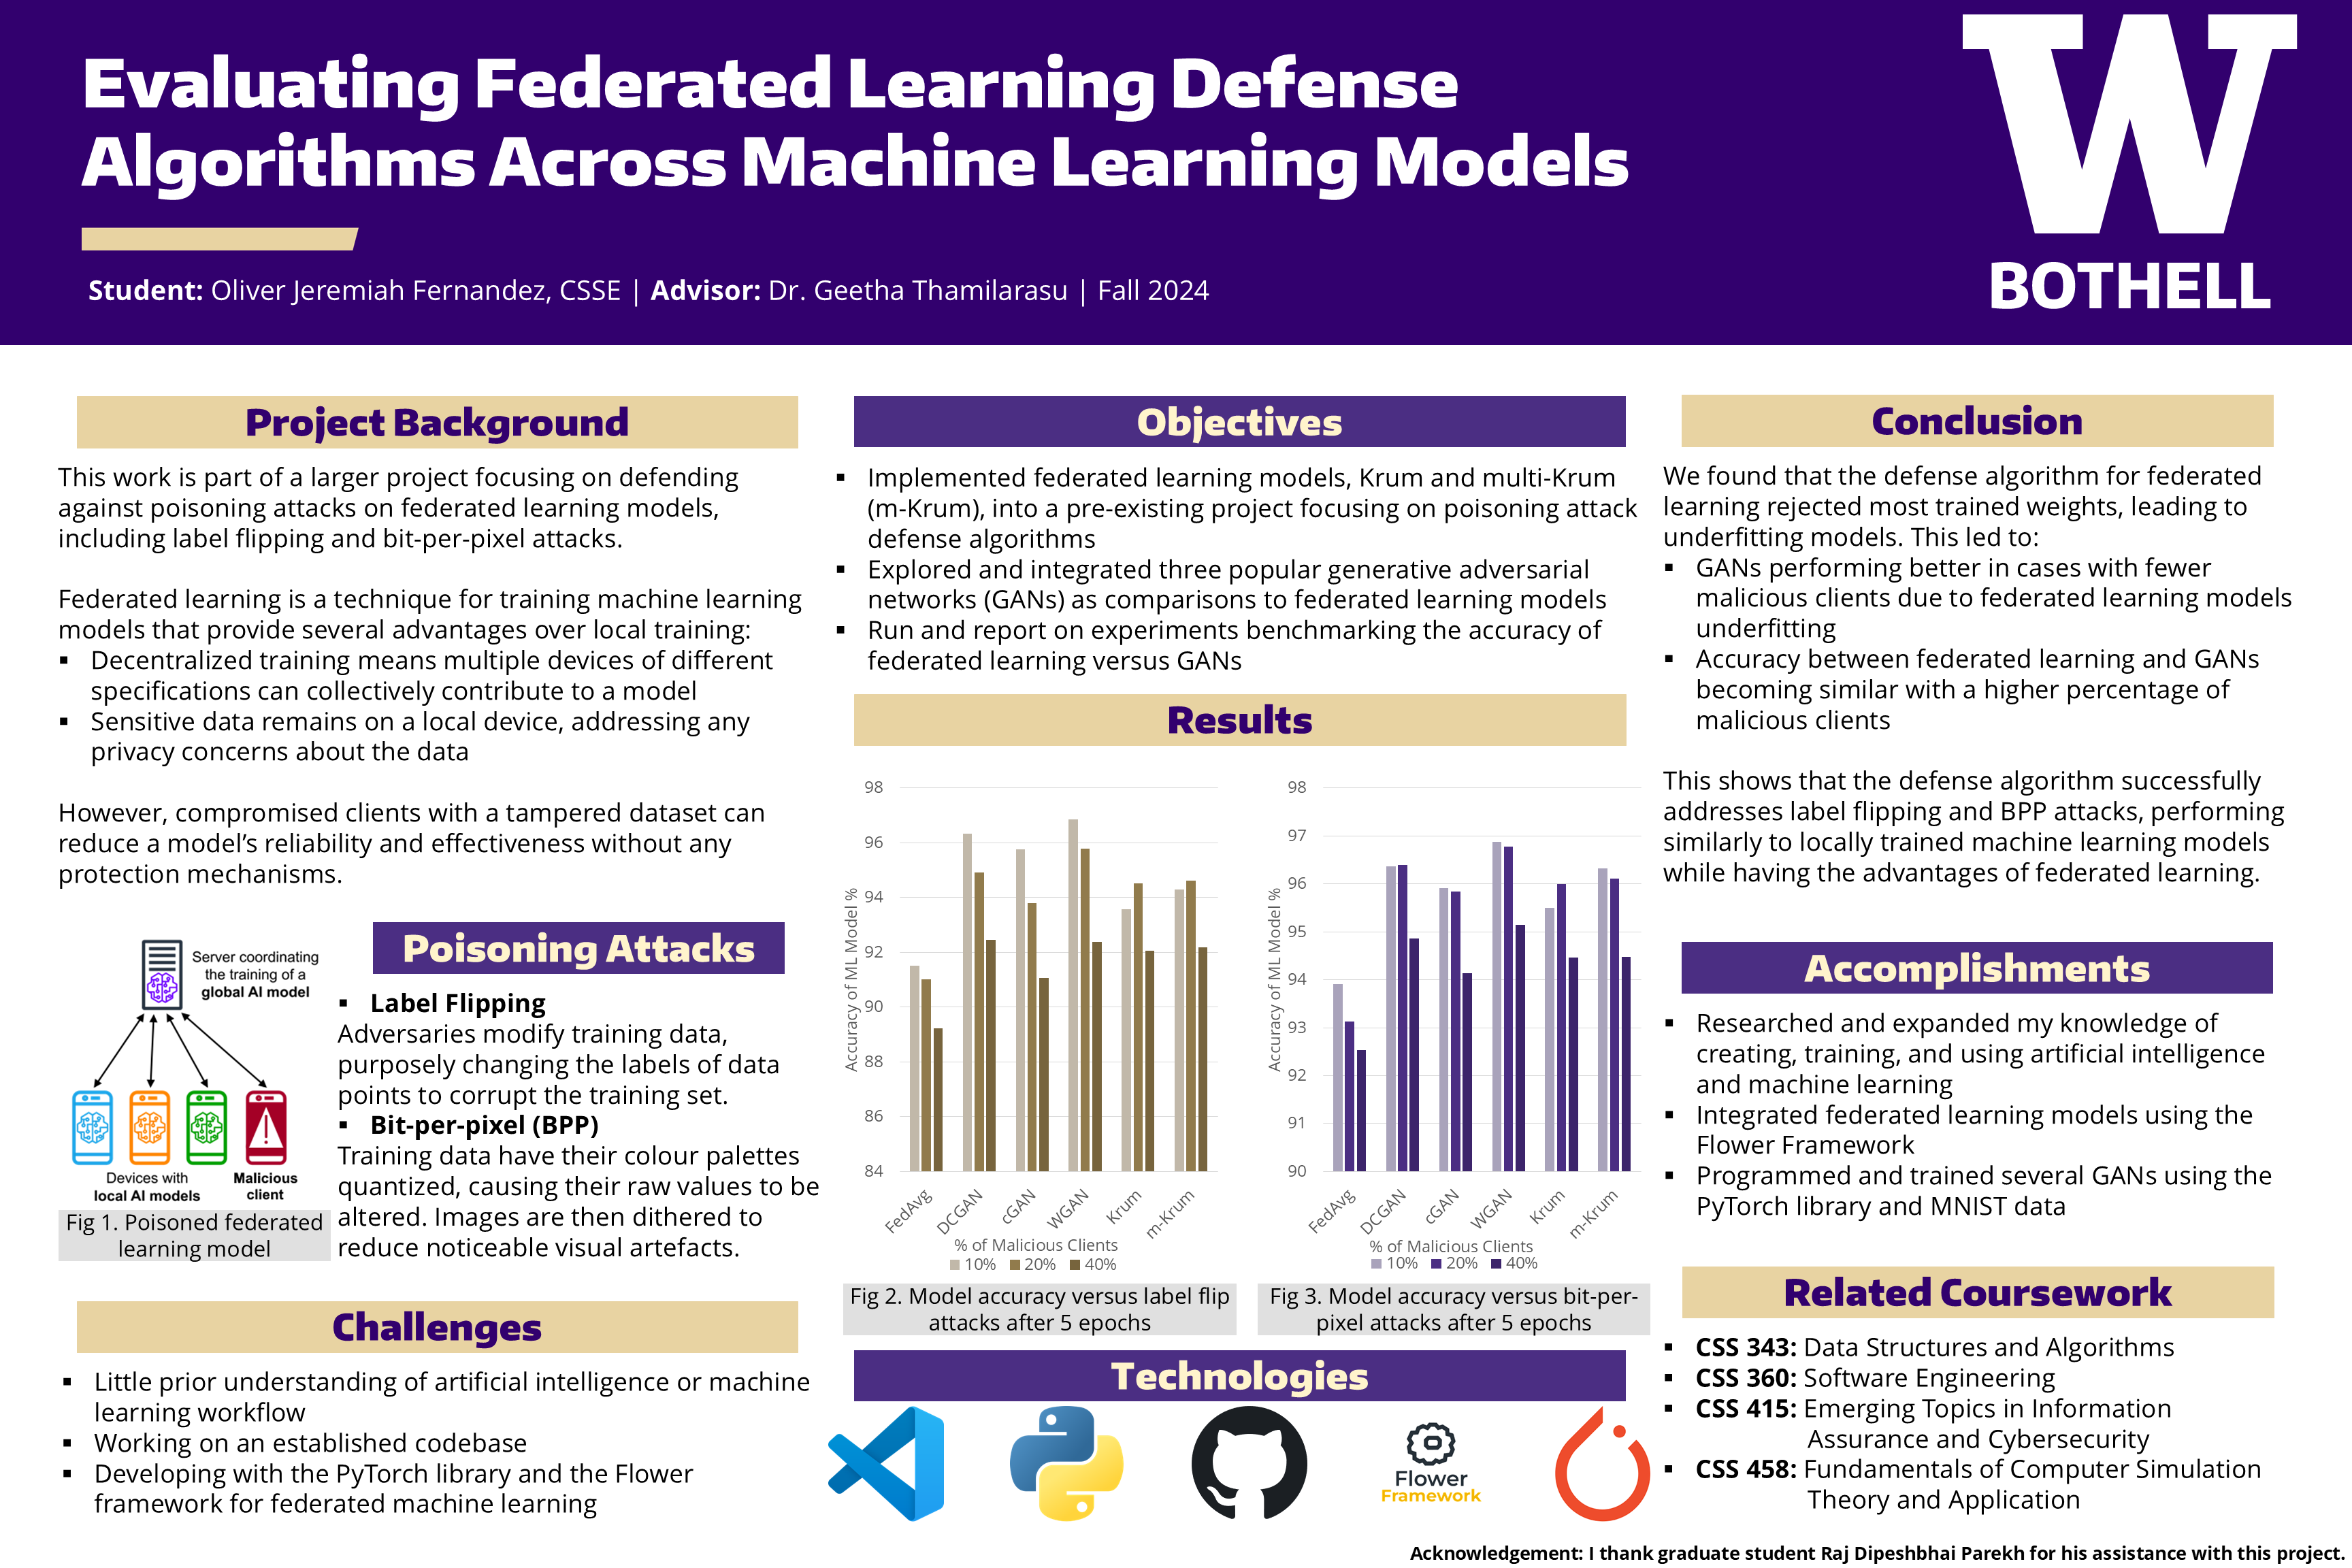 Evaluating Federated Learning Defense
Algorithms Across Machine Learning Models
Student: Oliver Jeremiah Fernandez, CSSE | Advisor: Dr. Geetha Thamilarasu | Fall 2024
W
BOTHELL
Project Background
This work is part of a larger project focusing on defending
against poisoning attacks on federated learning models,
including label flipping and bit-per-pixel attacks.
Federated learning is a technique for training machine learning
models that provide several advantages over local training:
▪ Decentralized training means multiple devices of different
specifications can collectively contribute to a model
▪ Sensitive data remains on a local device, addressing any
privacy concerns about the data
However, compromised clients with a tampered dataset can
reduce a model’s reliability and effectiveness without any
protection mechanisms.
Server coordinating
the training of a
global AI model
Devices with
local AI models
Malicious
client
Fig 1. Poisoned federated
learning model
Poisoning Attacks
▪ Label Flipping
Adversaries modify training data,
purposely changing the labels of data
points to corrupt the training set.
▪ Bit-per-pixel (BPP)
Training data have their colour palettes
quantized, causing their raw values to be
altered. Images are then dithered to
reduce noticeable visual artefacts.
Challenges
▪ Little prior understanding of artificial intelligence or machine
learning workflow
▪ Working on an established codebase
▪ Developing with the PyTorch library and the Flower
framework for federated machine learning
Objectives
▪ Implemented federated learning models, Krum and multi-Krum
(m-Krum), into a pre-existing project focusing on poisoning attack
defense algorithms
▪ Explored and integrated three popular generative adversarial
networks (GANs) as comparisons to federated learning models
▪ Run and report on experiments benchmarking the accuracy of
federated learning versus GANs
Results
Accuracy of ML Model %
98
96
94
92
90
88
86
84
FedAvg
DCGAN
cGAN
WGAN
Krum
m-Krum
% of Malicious Clients
10% 20% 40%
Fig 2. Model accuracy versus label flip
attacks after 5 epochs
Accuracy of ML Model %
98
97
96
95
94
93
92
91
90
FedAvg
DCGAN
cGAN
WGAN
Krum
m-Krum
% of Malicious Clients
10% 20% 40%
Fig 3. Model accuracy versus bit-per-
pixel attacks after 5 epochs
Technologies
Flower
Framework
Conclusion
We found that the defense algorithm for federated
learning rejected most trained weights, leading to
underfitting models. This led to:
▪ GANs performing better in cases with fewer
malicious clients due to federated learning models
underfitting
▪ Accuracy between federated learning and GANs
becoming similar with a higher percentage of
malicious clients
This shows that the defense algorithm successfully
addresses label flipping and BPP attacks, performing
similarly to locally trained machine learning models
while having the advantages of federated learning.
Accomplishments
▪ Researched and expanded my knowledge of
creating, training, and using artificial intelligence
and machine learning
▪ Integrated federated learning models using the
Flower Framework
▪ Programmed and trained several GANs using the
PyTorch library and MNIST data
Related Coursework
▪ CSS 343: Data Structures and Algorithms
▪ CSS 360: Software Engineering
▪ CSS 415: Emerging Topics in Information
Assurance and Cybersecurity
▪ CSS 458: Fundamentals of Computer Simulation
Theory and Application
Acknowledgement: I thank graduate student Raj Dipeshbhai Parekh for his assistance with this project.